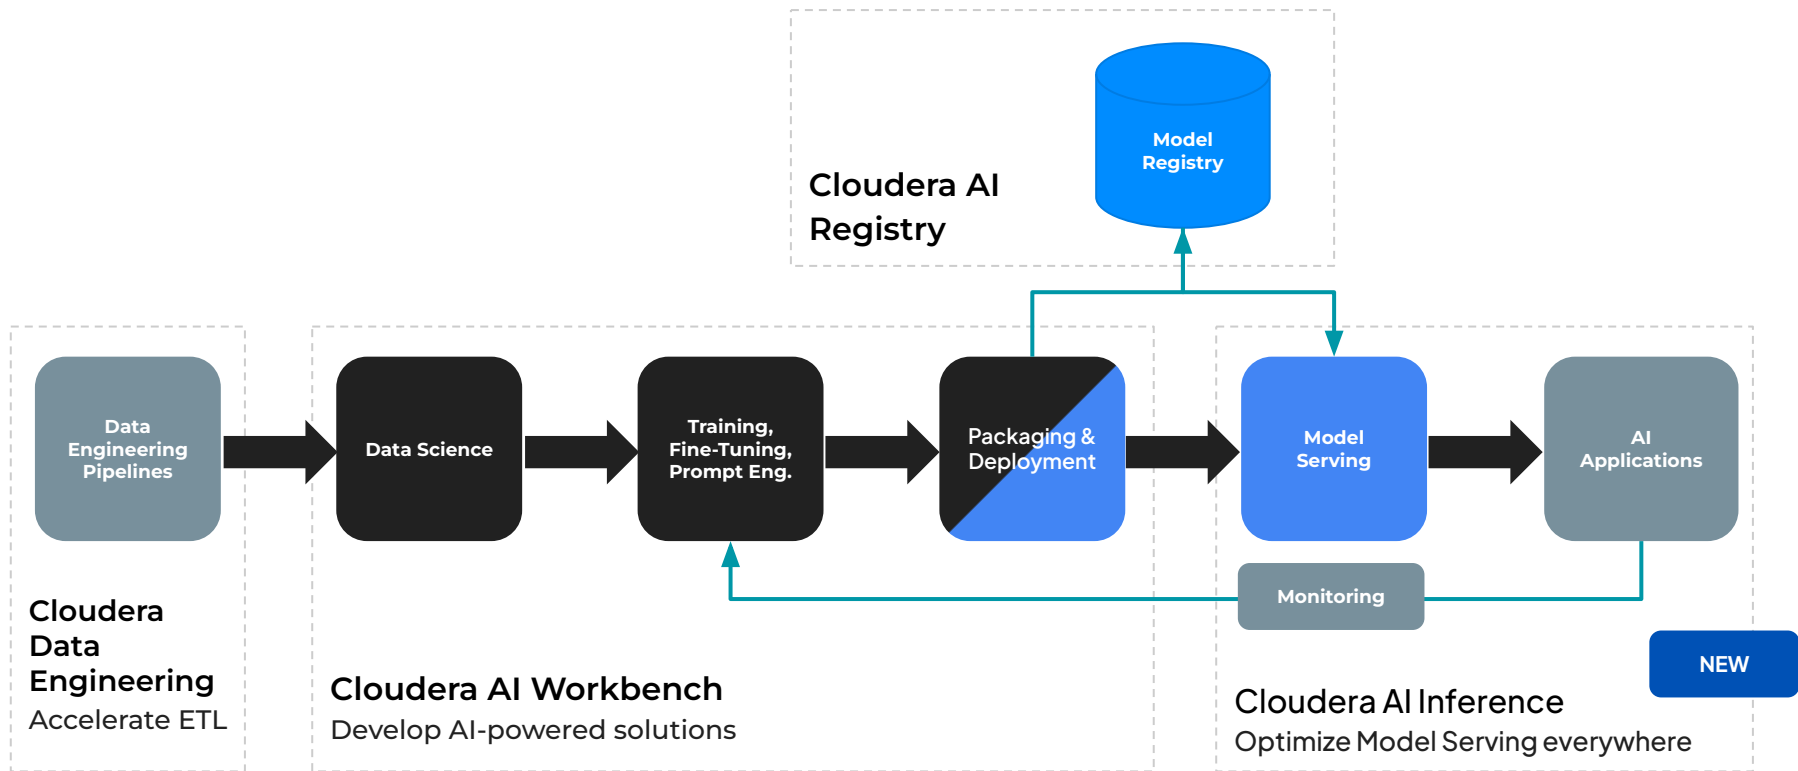 Model
Registry
Cloudera AI
Registry
Data
Engineering
Pipelines
Data Science
Training,
Fine-Tuning,
Prompt Eng.
Packaging &
Deployment
Model
Serving
AI
Applications
Monitoring
Cloudera
Data
Engineering
Accelerate ETL
Cloudera AI Workbench
Develop AI-powered solutions
NEW
Cloudera AI Inference
Optimize Model Serving everywhere